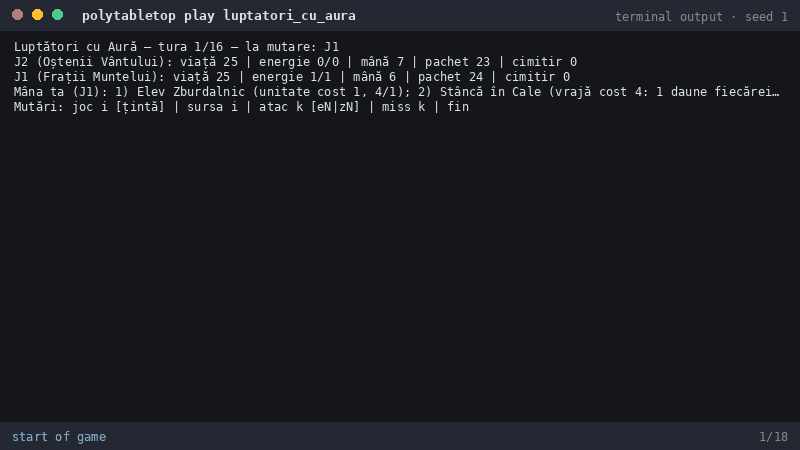 polytabletop play luptatori_cu_aura
terminal output · seed 1
Luptători cu Aură — tura 1/16 — la mutare: J1
J2 (Oștenii Vântului): viață 25 | energie 0/0 | mână 7 | pachet 23 | cimitir 0
J1 (Frații Muntelui): viață 25 | energie 1/1 | mână 6 | pachet 24 | cimitir 0
Mâna ta (J1): 1) Elev Zburdalnic (unitate cost 1, 4/1); 2) Stâncă în Cale (vrajă cost 4: 1 daune fiecărei…
Mutări: joc i [țintă] | sursa i | atac k [eN|zN] | miss k | fin
start of game
1/18